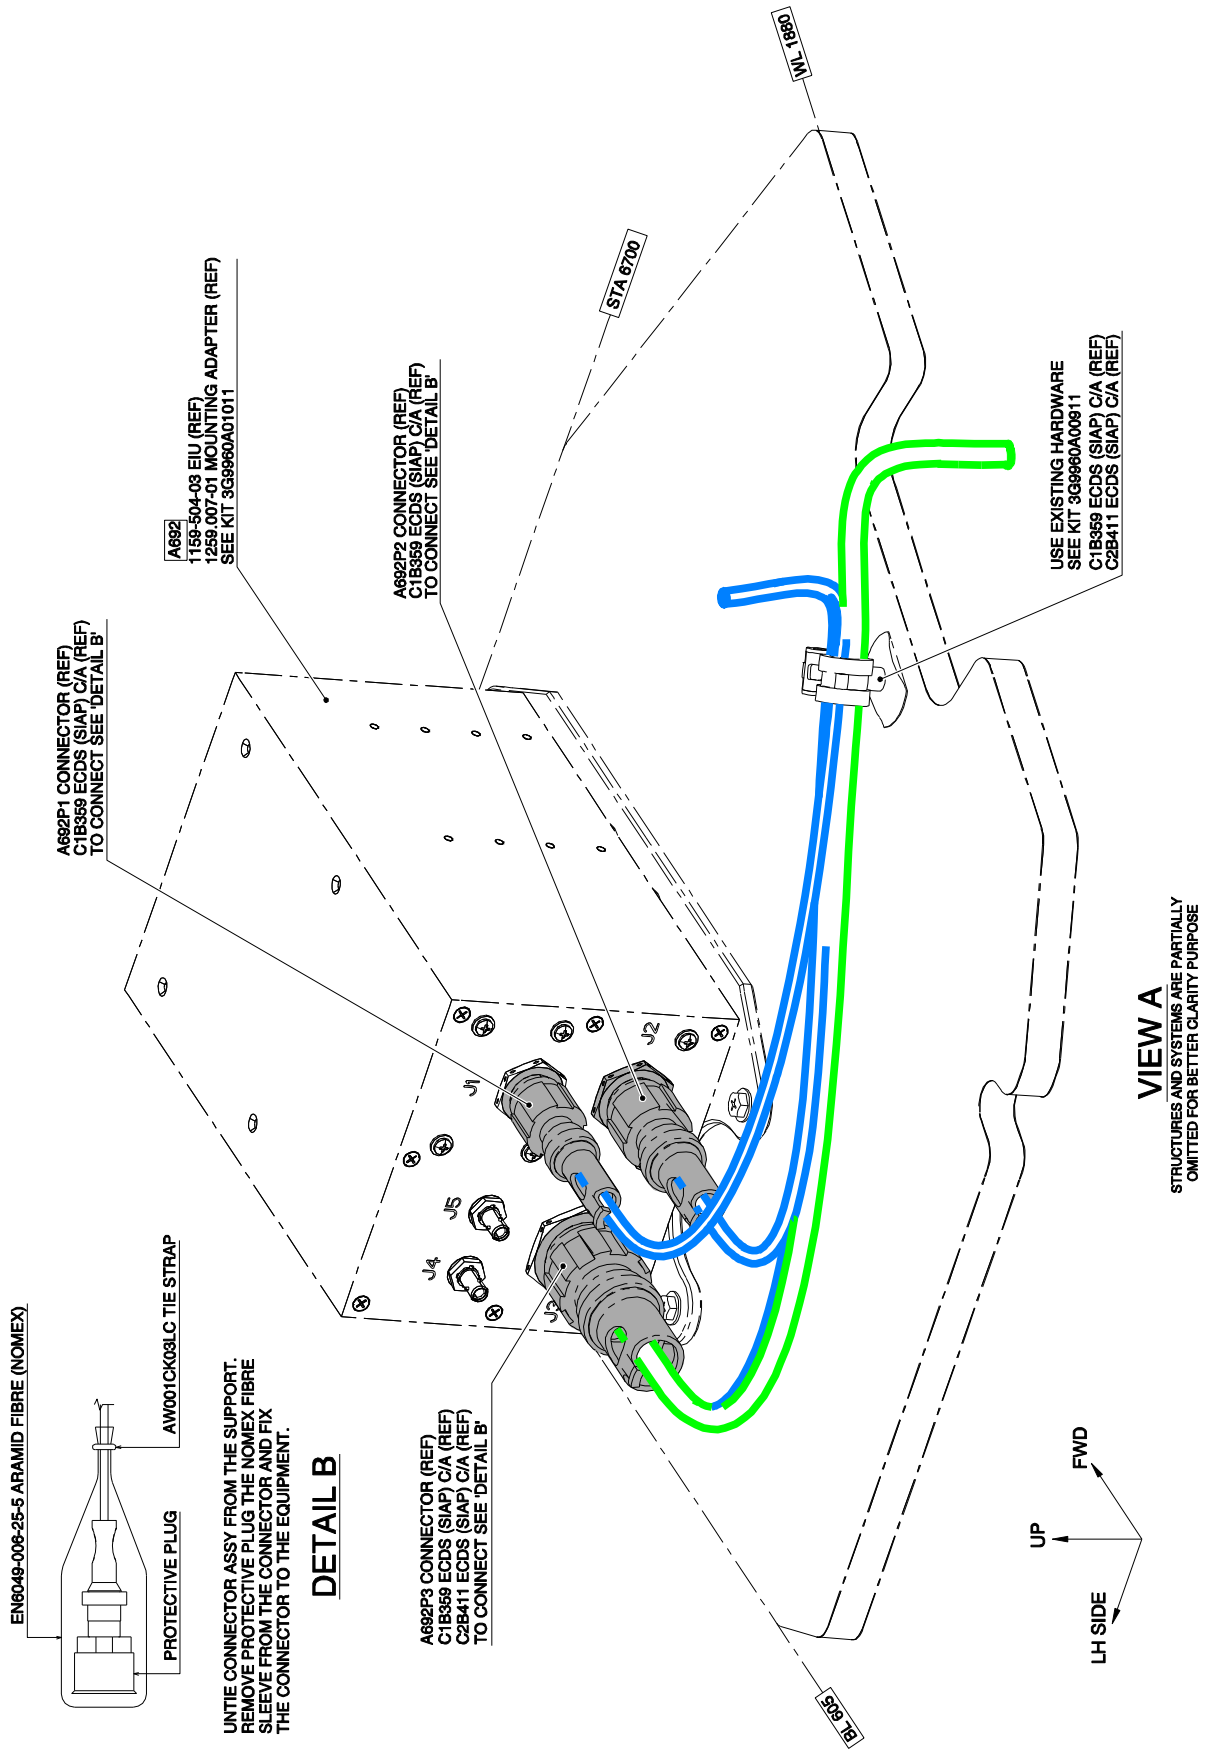 EN6049-006-25-5 ARAMID FIBRE (NOMEX)
AW001CK03LC TIE STRAP
PROTECTIVE PLUG
UNTIE CONNECTOR ASSY FROM THE SUPPORT.
REMOVE PROTECTIVE PLUG THE NOMEX FIBRE
SLEEVE FROM THE CONNECTOR AND FIX
THE CONNECTOR TO THE EQUIPMENT.
DETAIL B
A692P1 CONNECTOR (REF)
C1B359 ECDS (SIAP) C/A (REF)
TO CONNECT SEE 'DETAIL B'
A692
1159-504-03 EIU (REF)
1259.007-01 MOUNTING ADAPTER (REF)
SEE KIT 3G9960A01011
A692P2 CONNECTOR (REF)
C1B359 ECDS (SIAP) C/A (REF)
TO CONNECT SEE 'DETAIL B'
A692P3 CONNECTOR (REF)
C1B359 ECDS (SIAP) C/A (REF)
C2B411 ECDS (SIAP) C/A (REF)
TO CONNECT SEE 'DETAIL B'
STA 6700
WL 1880
BL 605
J1
J2
J3
J4
J5
USE EXISTING HARDWARE
SEE KIT 3G9960A00911
C1B359 ECDS (SIAP) C/A (REF)
C2B411 ECDS (SIAP) C/A (REF)
UP
FWD
LH SIDE
VIEW A
STRUCTURES AND SYSTEMS ARE PARTIALLY
OMITTED FOR BETTER CLARITY PURPOSE